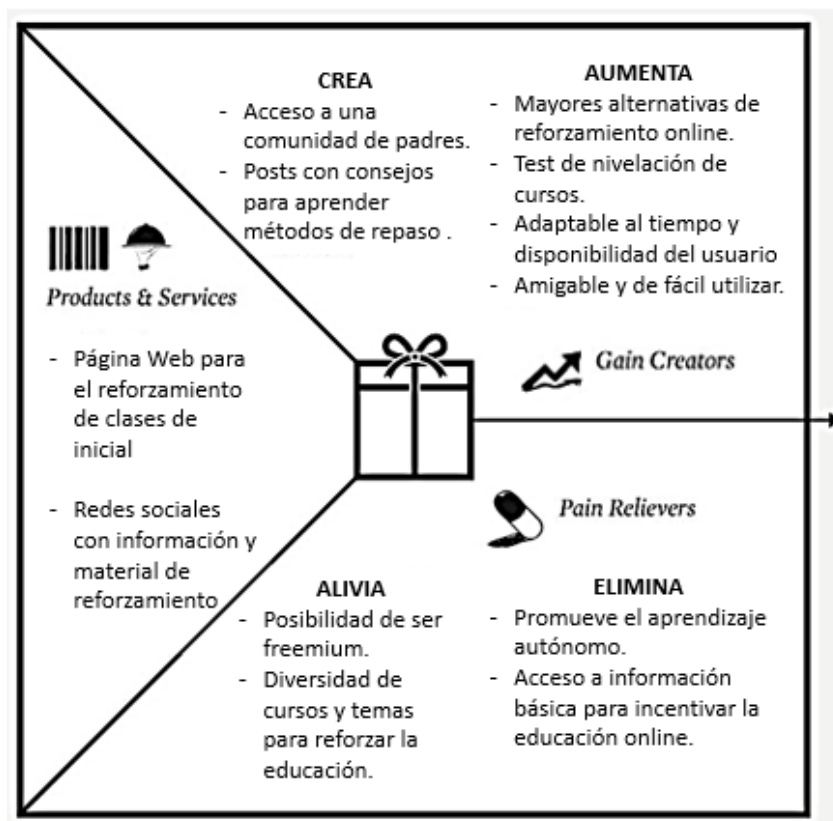 CREA
- Acceso a una
comunidad de padres.
- Posts con consejos
para aprender
métodos de repaso .
AUMENTA
- Mayores alternativas de
reforzamiento online.
- Test de nivelación de
cursos.
- Adaptable al tiempo y
disponibilidad del usuario
- Amigable y de fácil utilizar.
Products & Services
- Página Web para
el reforzamiento
de clases de
inicial
- Redes sociales
con información y
material de
reforzamiento
Gain Creators
Pain Relievers
ALIVIA
- Posibilidad de ser
freemium.
- Diversidad de
cursos y temas
para reforzar la
educación.
ELIMINA
- Promueve el aprendizaje
autónomo.
- Acceso a información
básica para incentivar la
educación online.